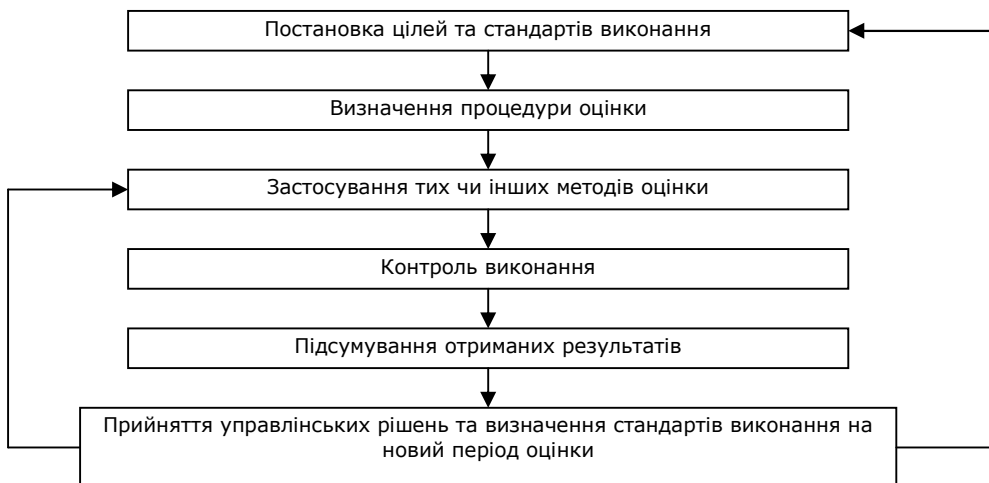 Постановка цілей та стандартів виконання
Визначення процедури оцінки
Застосування тих чи інших методів оцінки
Контроль виконання
Підсумування отриманих результатів
Прийняття управлінських рішень та визначення стандартів виконання на
новий період оцінки